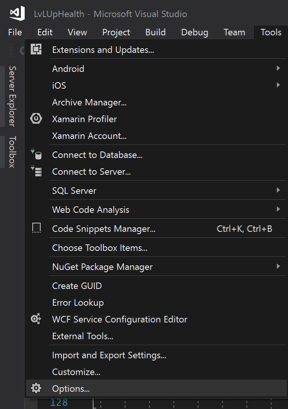 LvLUpHealth - Microsoft Visual Studio
File Edit View Project Build Debug Team Tools
Server Explorer
Toolbox
Extensions and Updates...
Android
iOS
Archive Manager...
Xamarin Profiler
Xamarin Account...
Connect to Database...
Connect to Server...
SQL Server
Web Code Analysis
Code Snippets Manager... Ctrl+K, Ctrl+B
Choose Toolbox Items...
NuGet Package Manager
Create GUID
Error Lookup
WCF Service Configuration Editor
External Tools...
Import and Export Settings...
Customize...
Options...
128